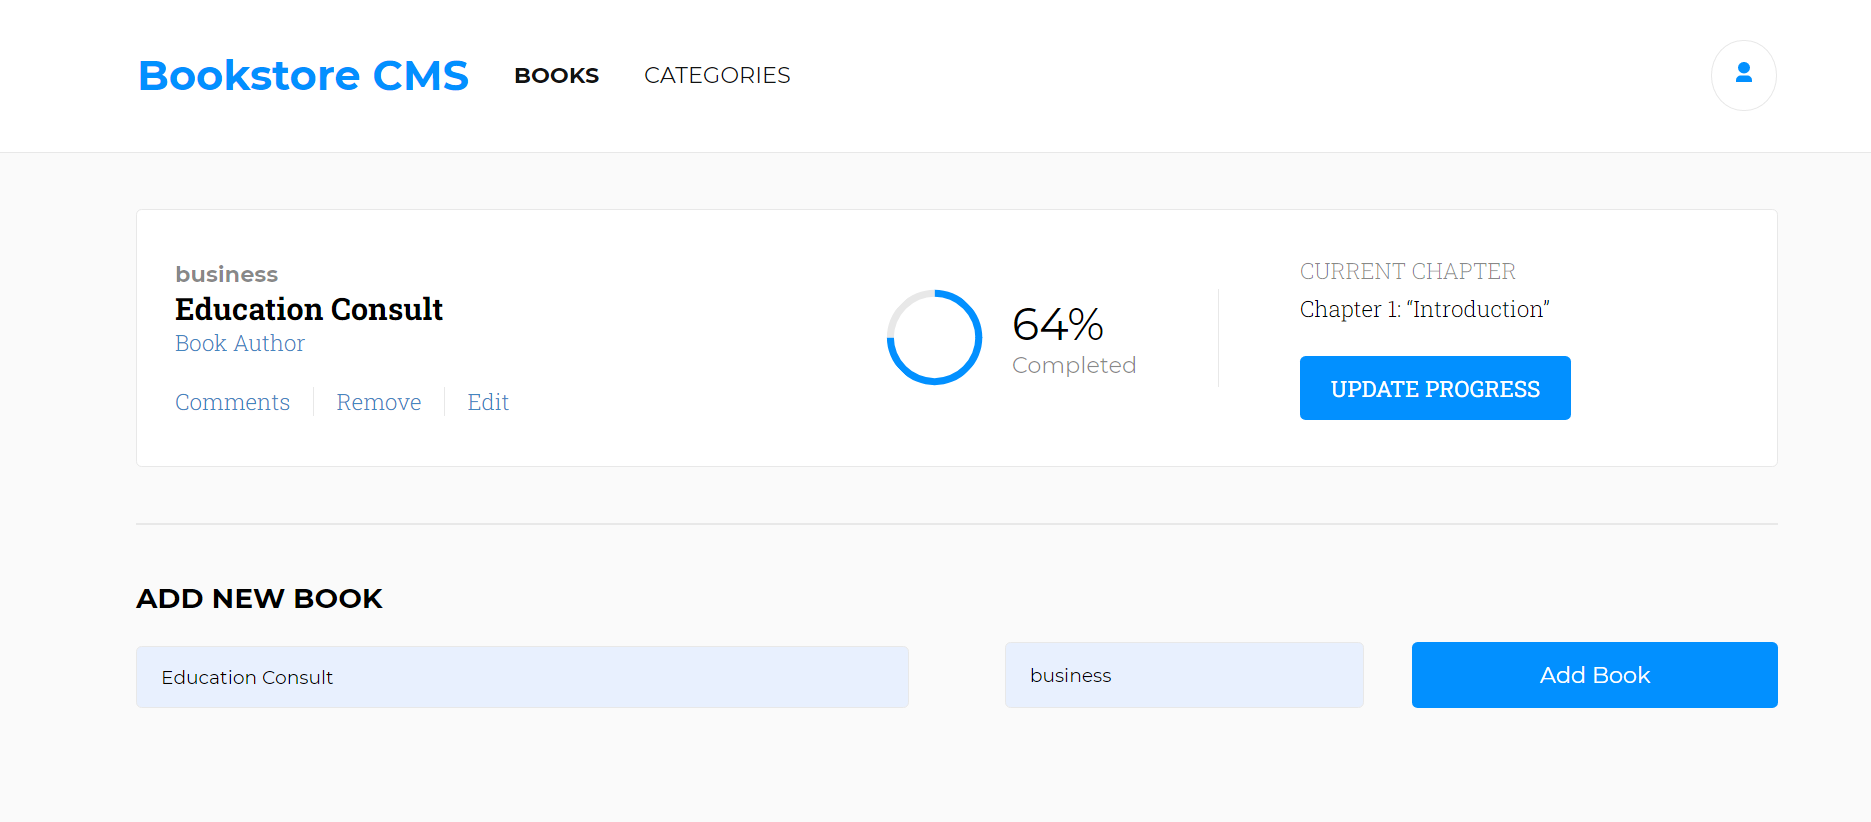 Bookstore CMS BOOKS CATEGORIES
business
Education Consult
Book Author
Comments Remove Edit
64%
Completed
CURRENT CHAPTER
Chapter 1: “Introduction”
UPDATE PROGRESS
ADD NEW BOOK
Education Consult business Add Book